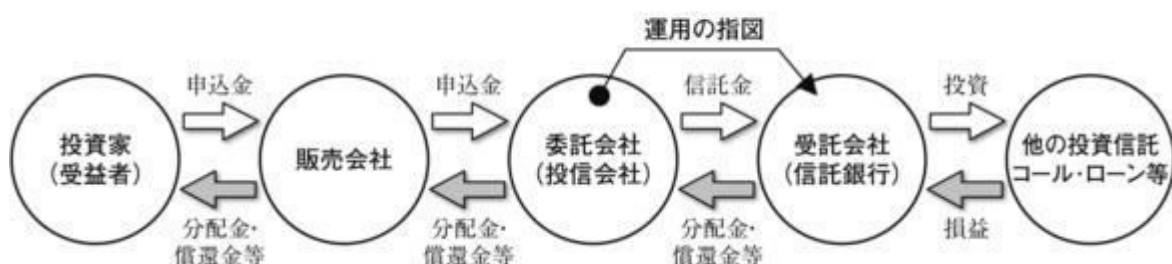 運用の指図
申込金
申込金
信託金
投資
投資家
(受益者)
販売会社
委託会社
(投信会社)
受託会社
(信託銀行)
他の投資信託
コール・ローン等
分配金・
償還金等
分配金・
償還金等
分配金・
償還金等
損益